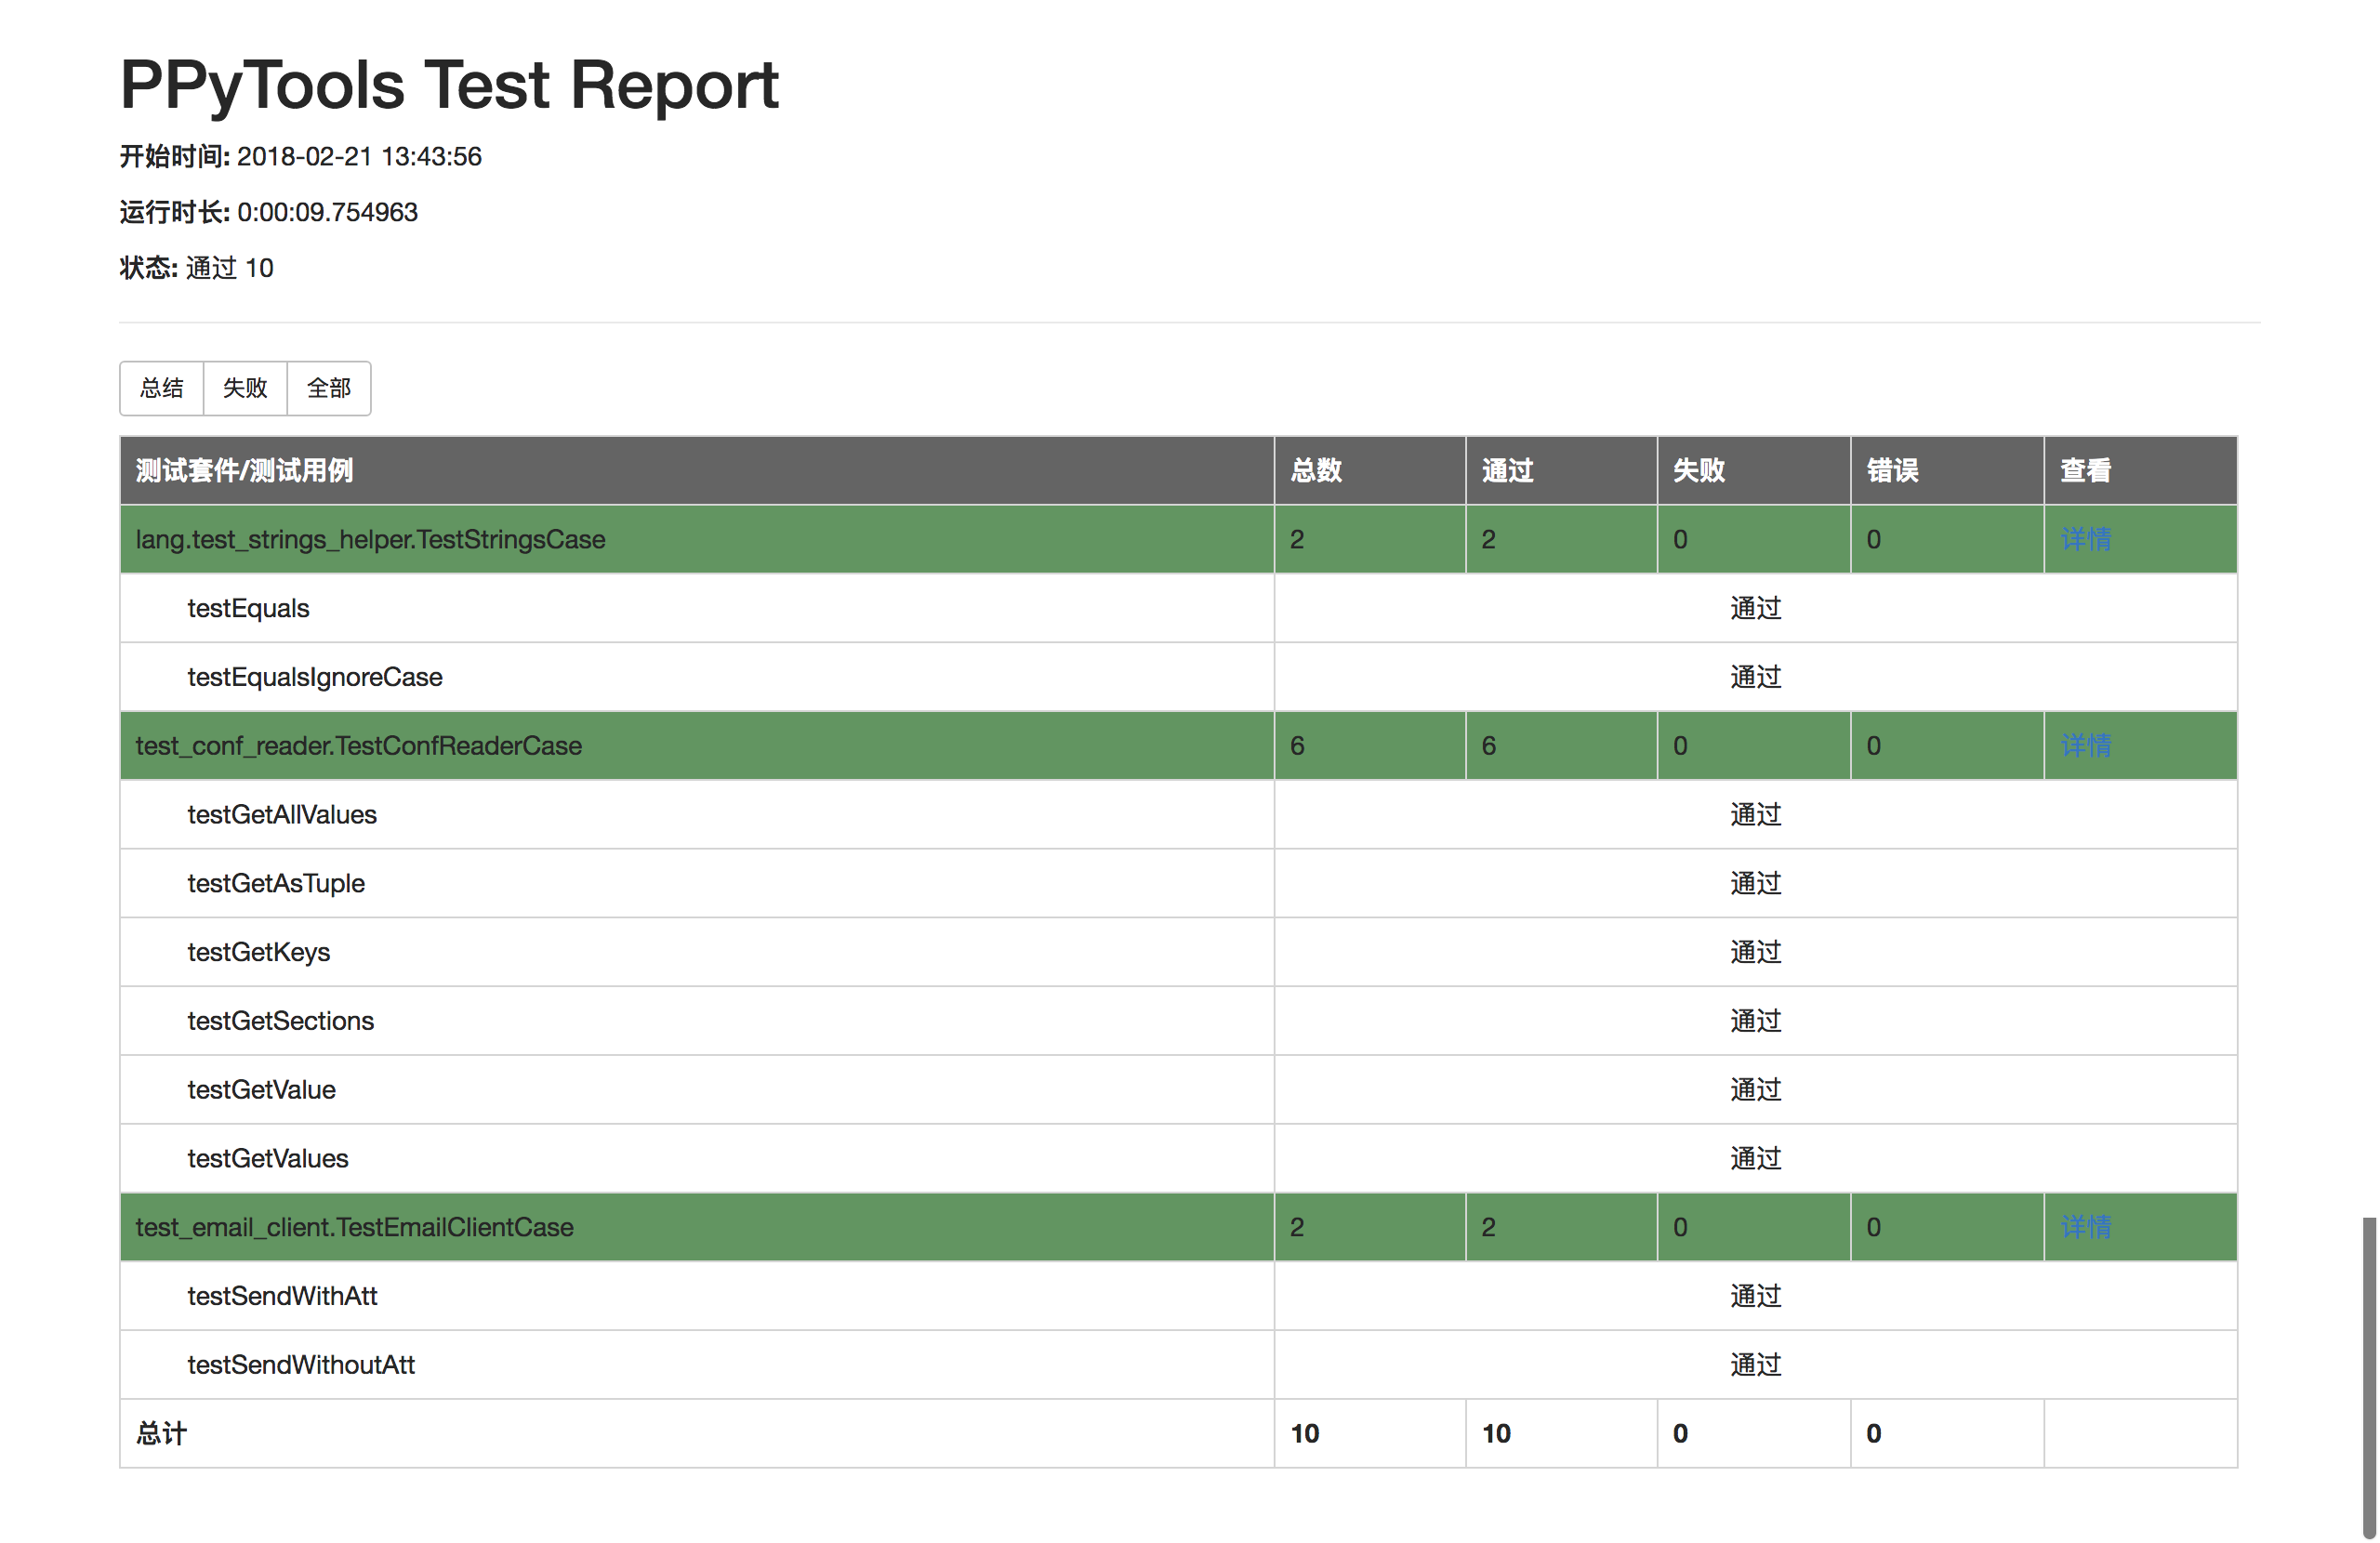 PPyTools Test Report
开始时间: 2018-02-21 13:43:56
运行时长: 0:00:09.754963
状态: 通过 10
总结 失败 全部
测试套件/测试用例 总数 通过 失败 错误 查看
lang.test_strings_helper.TestStringsCase 2 2 0 0 详情
testEquals 通过
testEqualsIgnoreCase 通过
test_conf_reader.TestConfReaderCase 6 6 0 0 详情
testGetAllValues 通过
testGetAsTuple 通过
testGetKeys 通过
testGetSections 通过
testGetValue 通过
testGetValues 通过
test_email_client.TestEmailClientCase 2 2 0 0 详情
testSendWithAtt 通过
testSendWithoutAtt 通过
总计 10 10 0 0